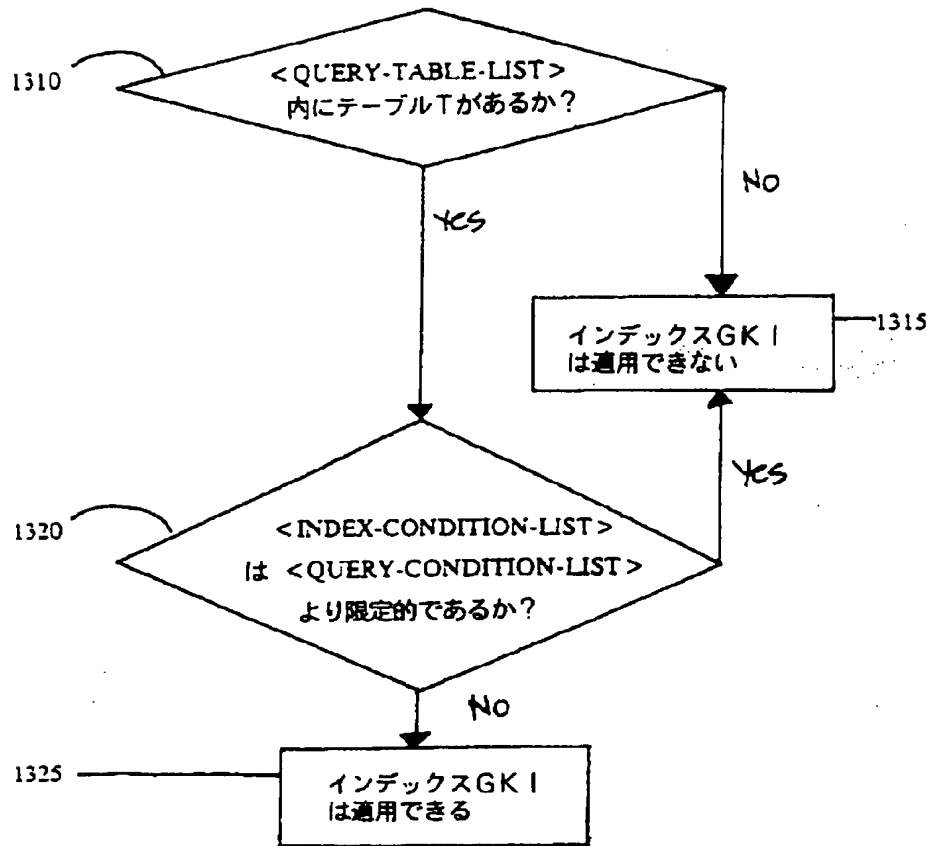 1310
<QUERY-TABLE-LIST>
内にテーブルTがあるか?
No
Yes
インデックスGKI
は適用できない
1315
Yes
1320
<INDEX-CONDITION-LIST>
は <QUERY-CONDITION-LIST>
より限定的であるか?
No
1325
インデックスGKI
は適用できる